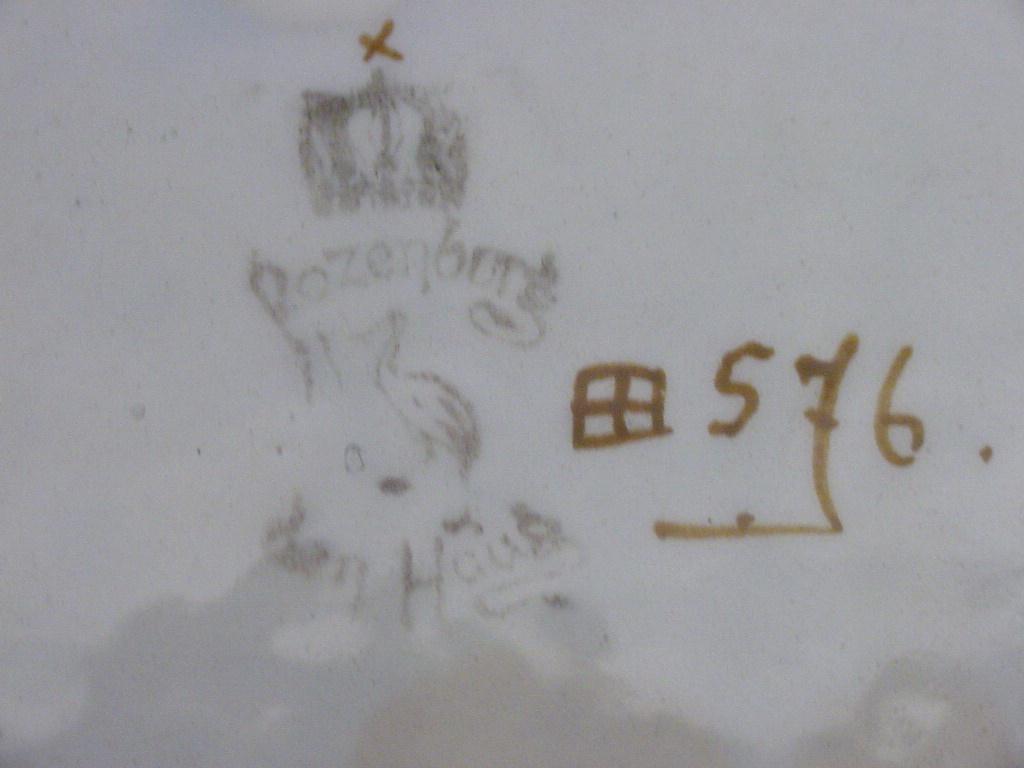 x
Rozenburg
576.
den Haag